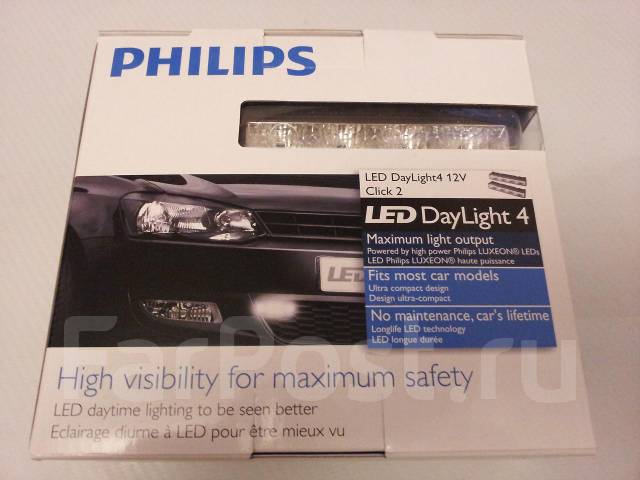 PHILIPS
LED DayLight4 12V
Click 2
LED DayLight 4
Maximum light output
Powered by high power Philips LUXEON® LEDs
LED Philips LUXEON® haute puissance
Fits most car models
Ultra compact design
Design ultra-compact
No maintenance, car's lifetime
Longlife LED technology
LED longue durée
LED
High visibility for maximum safety
LED daytime lighting to be seen better
Eclairage diurne à LED pour être mieux vu
FarPost.ru